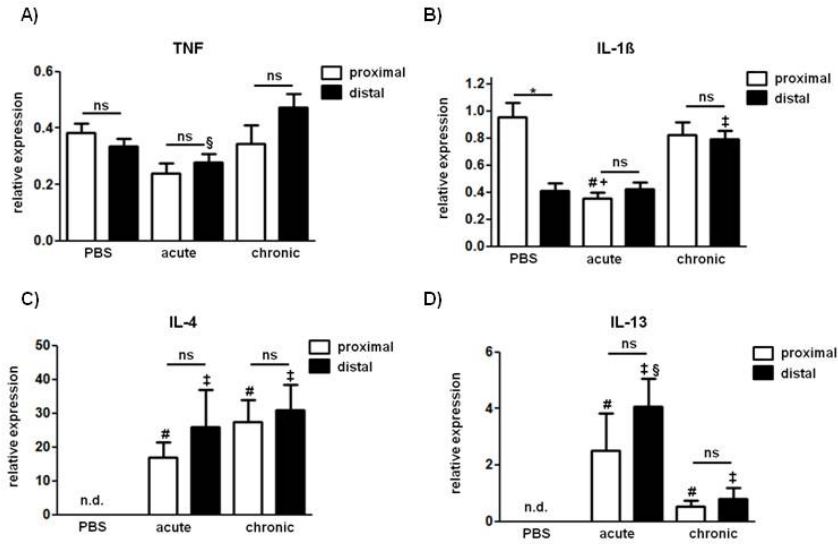 A)
TNF
proximal
distal
relative expression
0.6
0.4
0.2
0.0
ns
ns
§
ns
PBS
acute
chronic
B)
IL-1ß
proximal
distal
relative expression
1.2
1.0
0.8
0.6
0.4
0.2
0.0
*
# +
ns
ns
‡
PBS
acute
chronic
C)
IL-4
proximal
distal
relative expression
50
40
30
20
10
0
n.d.
ns
#
‡
ns
#
‡
PBS
acute
chronic
D)
IL-13
proximal
distal
relative expression
6
4
2
0
n.d.
ns
#
‡ §
ns
#
‡
PBS
acute
chronic